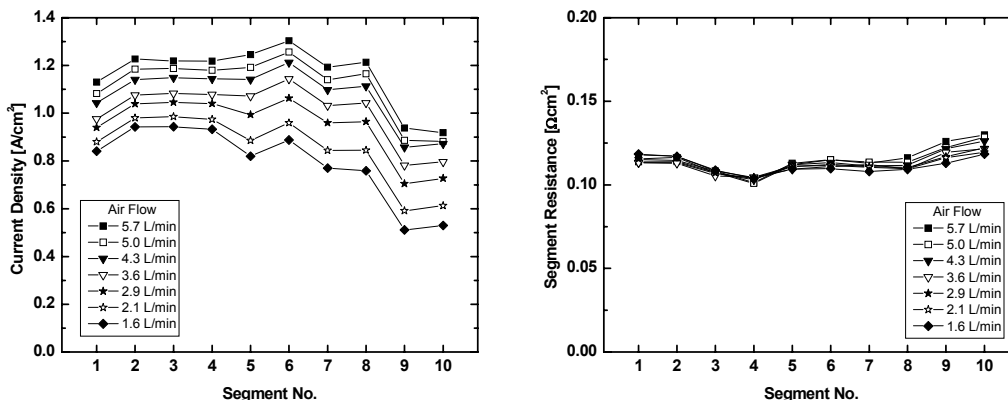 1.4
1.2
1.0
0.8
0.6
0.4
0.2
0.0
Current Density [A/cm²]
Air Flow
5.7 L/min
5.0 L/min
4.3 L/min
3.6 L/min
2.9 L/min
2.1 L/min
1.6 L/min
1 2 3 4 5 6 7 8 9 10
Segment No.
0.20
0.15
0.10
0.05
0.00
Segment Resistance [Ωcm²]
Air Flow
5.7 L/min
5.0 L/min
4.3 L/min
3.6 L/min
2.9 L/min
2.1 L/min
1.6 L/min
1 2 3 4 5 6 7 8 9 10
Segment No.